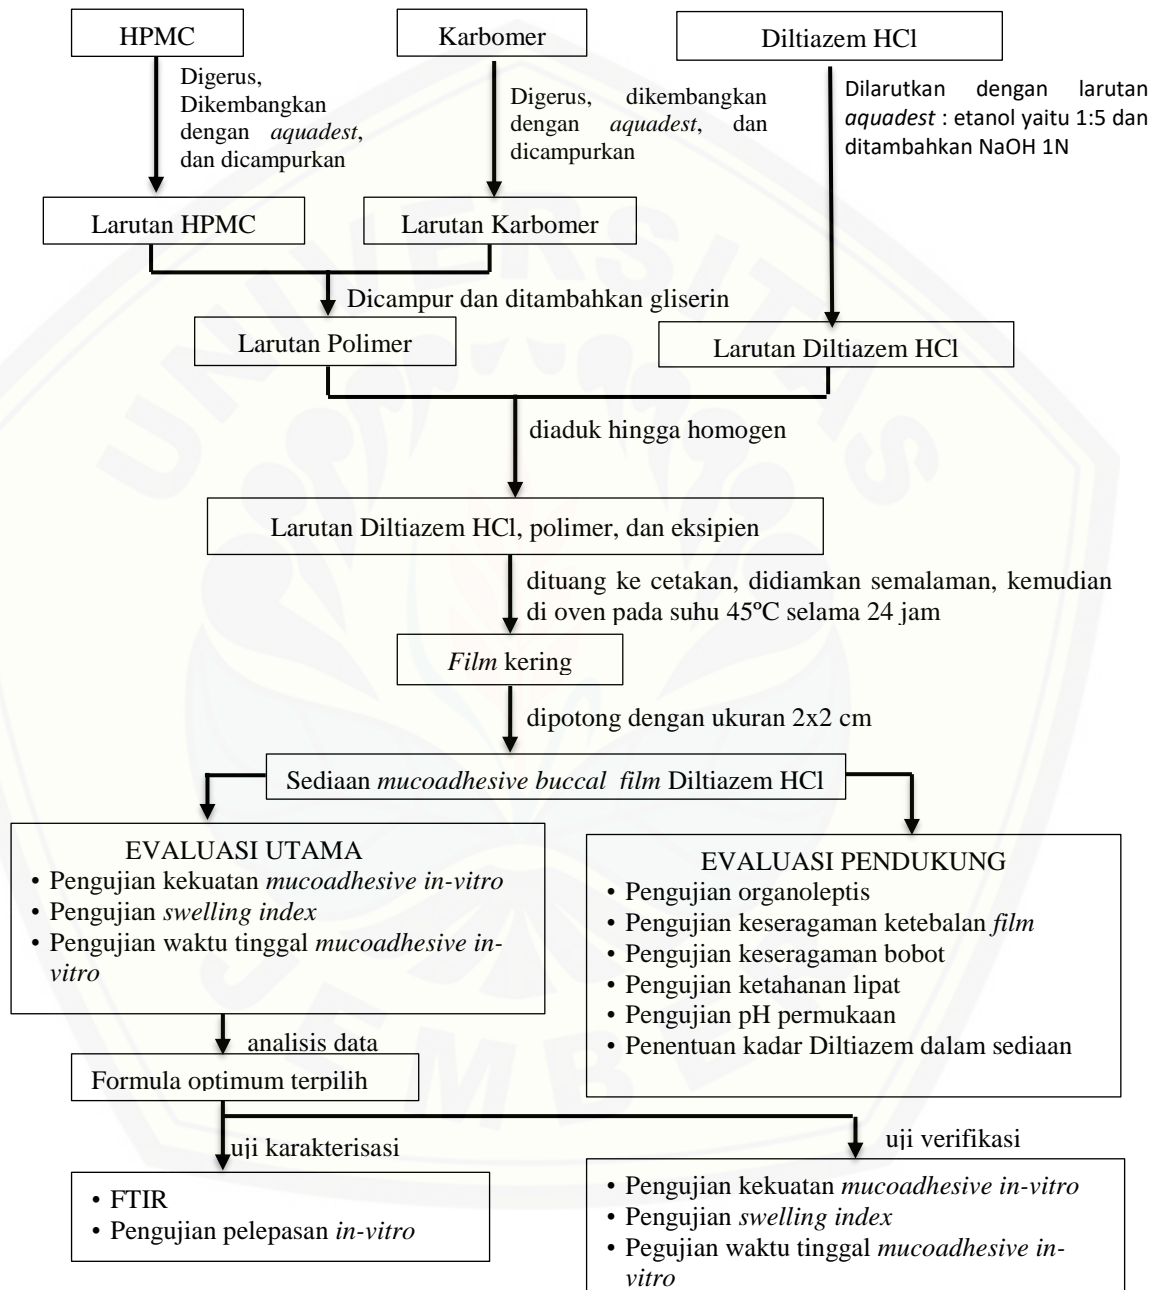 HPMC
Karbomer
Diltiazem HCl
Digerus,
Dikembangkan
dengan aquadest,
dan dicampurkan
Digerus, dikembangkan
dengan aquadest, dan
dicampurkan
Dilarutkan dengan larutan
aquadest : etanol yaitu 1:5 dan
ditambahkan NaOH 1N
Larutan HPMC
Larutan Karbomer
Dicampur dan ditambahkan gliserin
Larutan Polimer
Larutan Diltiazem HCl
diaduk hingga homogen
Larutan Diltiazem HCl, polimer, dan eksipien
dituang ke cetakan, didiamkan semalaman, kemudian
di oven pada suhu 45ºC selama 24 jam
Film kering
dipotong dengan ukuran 2x2 cm
Sediaan mucoadhesive buccal film Diltiazem HCl
EVALUASI UTAMA
• Pengujian kekuatan mucoadhesive in-vitro
• Pengujian swelling index
• Pengujian waktu tinggal mucoadhesive in-
vitro
EVALUASI PENDUKUNG
• Pengujian organoleptis
• Pengujian keseragaman ketebalan film
• Pengujian keseragaman bobot
• Pengujian ketahanan lipat
• Pengujian pH permukaan
• Penentuan kadar Diltiazem dalam sediaan
analisis data
Formula optimum terpilih
uji karakterisasi
uji verifikasi
• FTIR
• Pengujian pelepasan in-vitro
• Pengujian kekuatan mucoadhesive in-vitro
• Pengujian swelling index
• Pegujian waktu tinggal mucoadhesive in-
vitro
UNIVERSITAS
JEMBER